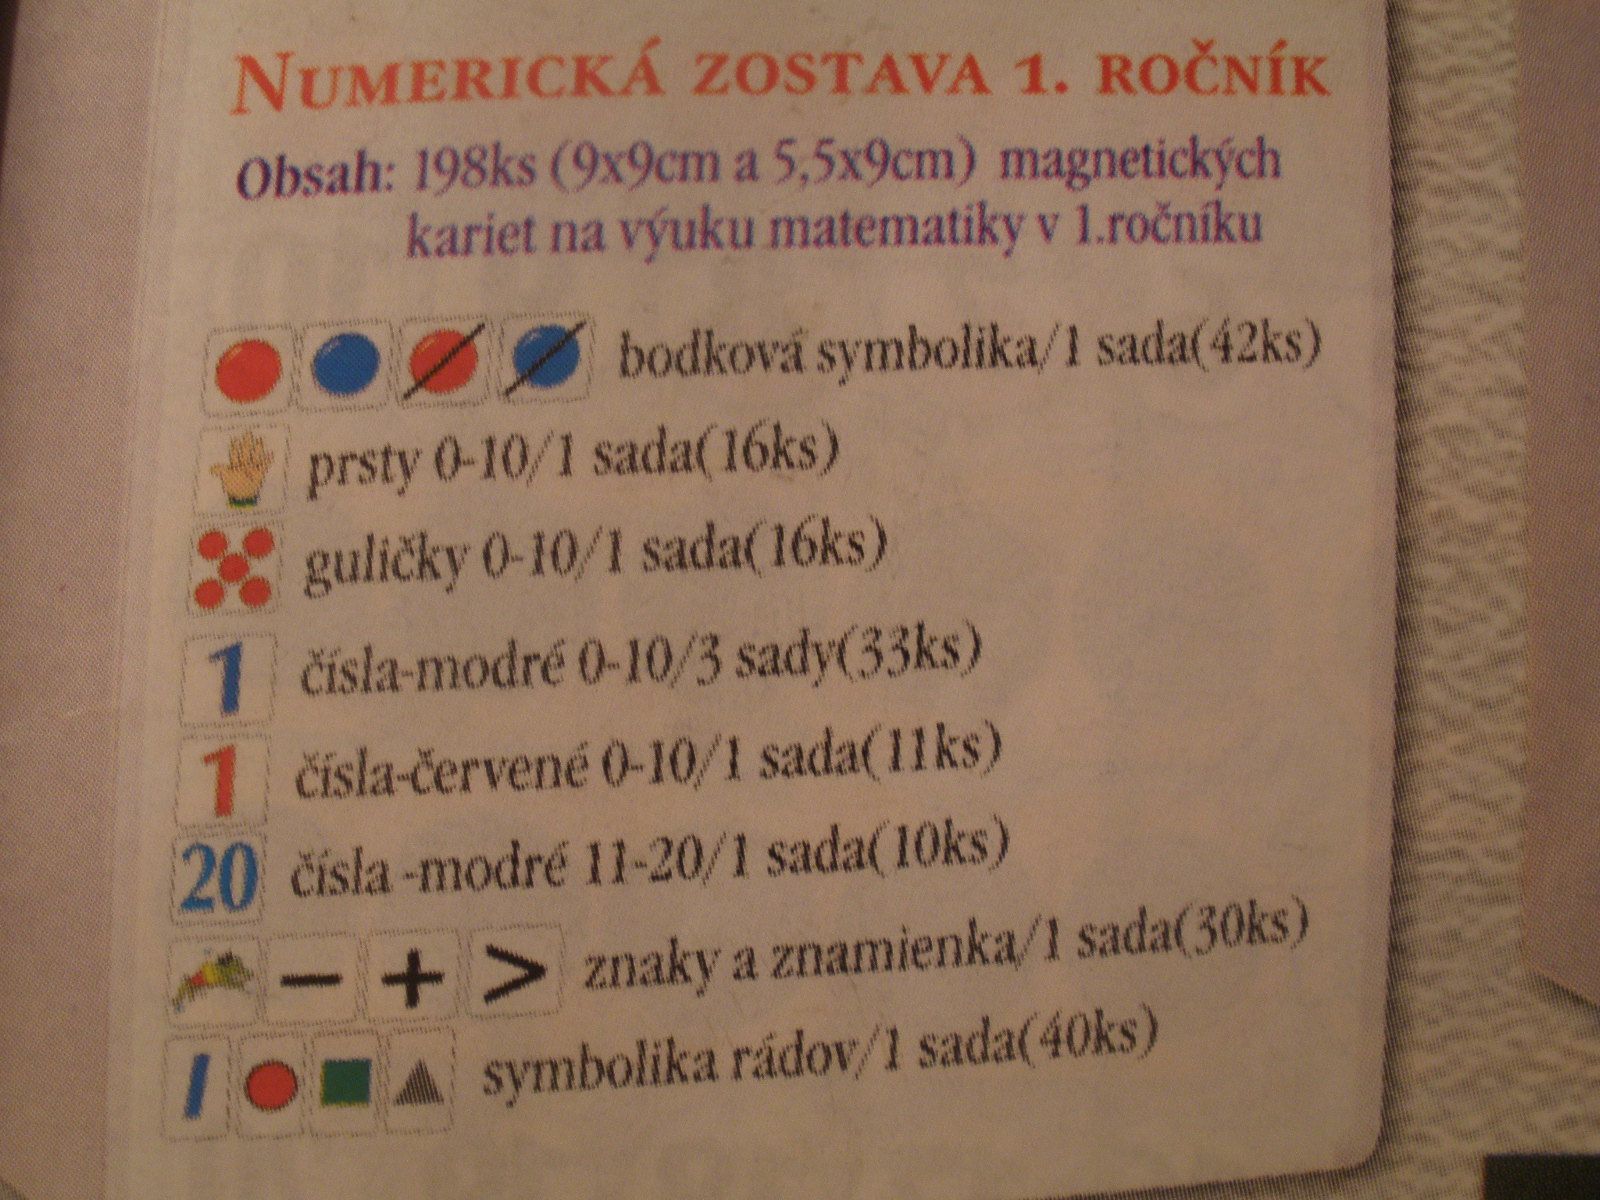 NUMERICKÁ ZOSTAVA 1. ROČNÍK
Obsah: 198ks (9x9cm a 5,5x9cm) magnetických
kariet na výuku matematiky v 1.ročníku
bodková symbolika/1 sada(42ks)
prsty 0-10/1 sada(16ks)
guličky 0-10/1 sada(16ks)
1 čísla-modré 0-10/3 sady(33ks)
1 čísla-červené 0-10/1 sada(11ks)
20 čísla -modré 11-20/1 sada(10ks)
− + > znaky a znamienka/1 sada(30ks)
symbolika rádov/1 sada(40ks)